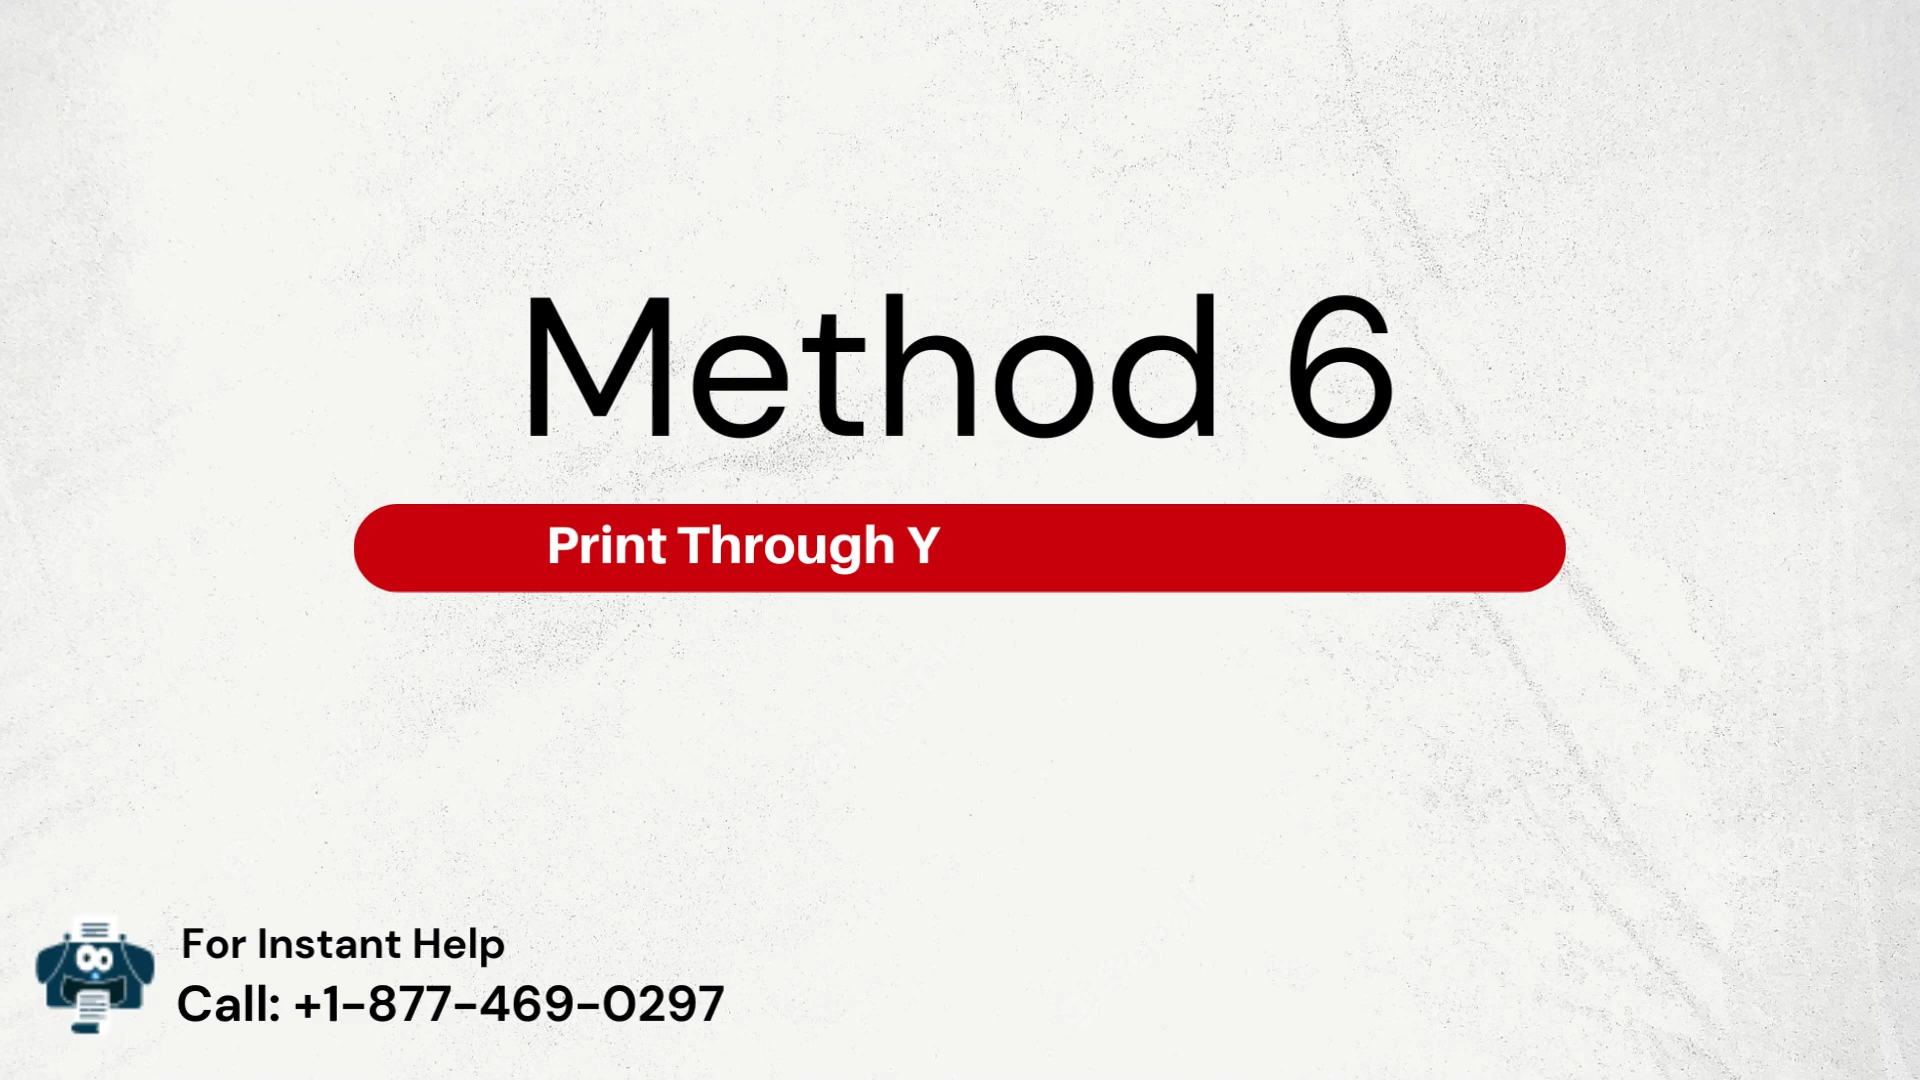 Method 6
Print Through Y
For Instant Help
Call: +1-877-469-0297